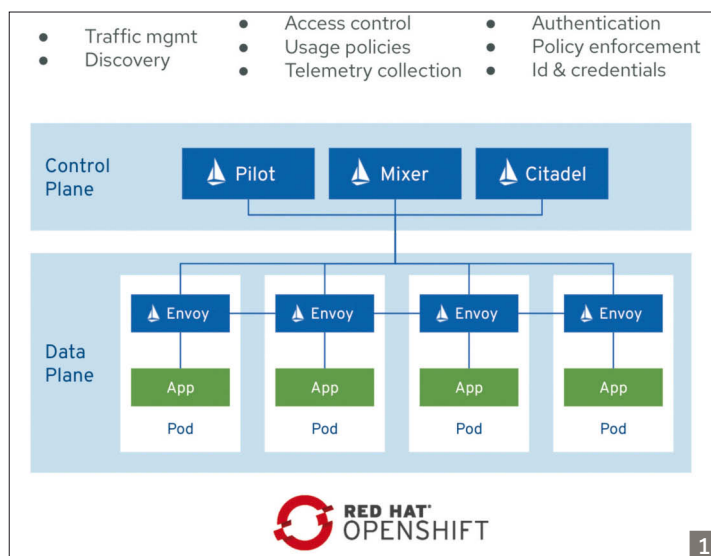 ● Traffic mgmt
● Discovery
● Access control
● Usage policies
● Telemetry collection
● Authentication
● Policy enforcement
● Id & credentials
Control
Plane
Pilot
Mixer
Citadel
Data
Plane
Envoy
Envoy
Envoy
Envoy
App
App
App
App
Pod
Pod
Pod
Pod
RED HAT®
OPENSHIFT
1